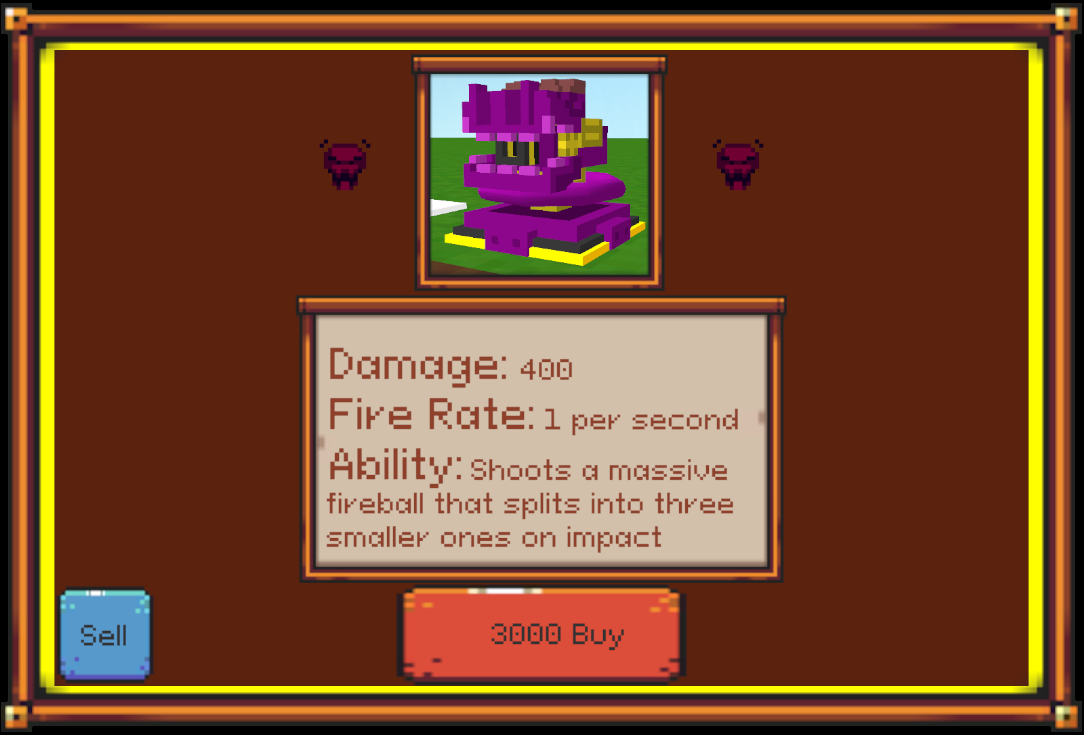 Damage: 400
Fire Rate: 1 per second
Ability: Shoots a massive
fireball that splits into three
smaller ones on impact
Sell
3000 Buy